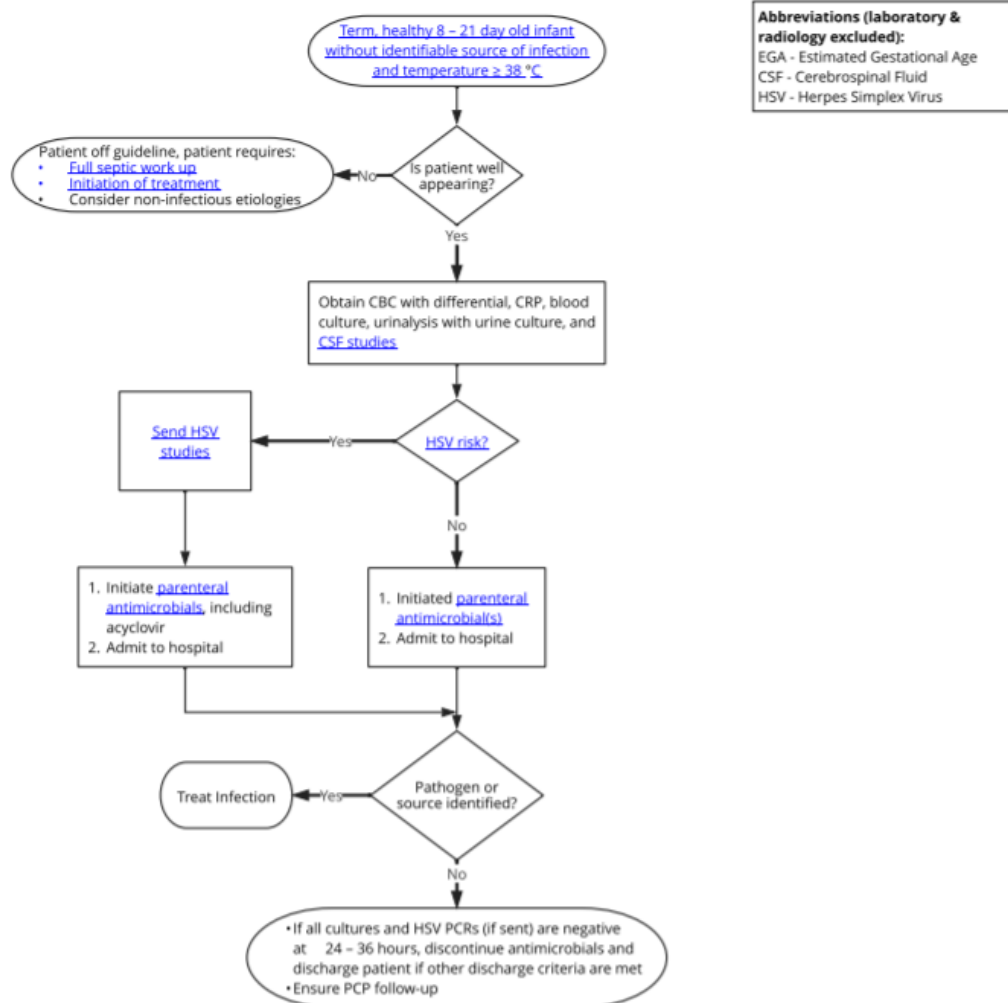 Term, healthy 8 – 21 day old infant
without identifiable source of infection
and temperature ≥ 38 °C
Abbreviations (laboratory &
radiology excluded):
EGA - Estimated Gestational Age
CSF - Cerebrospinal Fluid
HSV - Herpes Simplex Virus
Patient off guideline, patient requires:
• Full septic work up
• Initiation of treatment
• Consider non-infectious etiologies
No
Is patient well
appearing?
Yes
Obtain CBC with differential, CRP, blood
culture, urinalysis with urine culture, and
CSF studies
Send HSV
studies
Yes
HSV risk?
No
1. Initiate parenteral
antimicrobials, including
acyclovir
2. Admit to hospital
1. Initiated parenteral
antimicrobial(s)
2. Admit to hospital
Treat Infection
Yes
Pathogen or
source identified?
No
• If all cultures and HSV PCRs (if sent) are negative
at 24 – 36 hours, discontinue antimicrobials and
discharge patient if other discharge criteria are met
• Ensure PCP follow-up